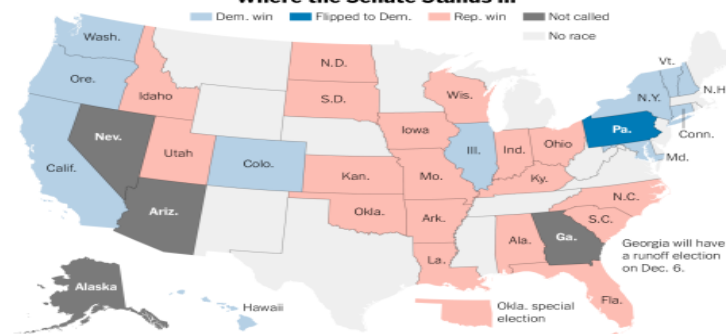 Where the Senate Stands ...
Dem. win
Flipped to Dem.
Rep. win
Not called
No race
Wash.
Ore.
Idaho
Nev.
Calif.
Utah
Ariz.
Colo.
N.D.
S.D.
Kan.
Okla.
Iowa
Mo.
Ark.
La.
Wis.
Ill.
Ind.
Ohio
Ky.
Ala.
Ga.
Fla.
S.C.
N.C.
Pa.
N.Y.
Vt.
N.H
Conn.
Md.
Georgia will have
a runoff election
on Dec. 6.
Alaska
Hawaii
Okla. special
election